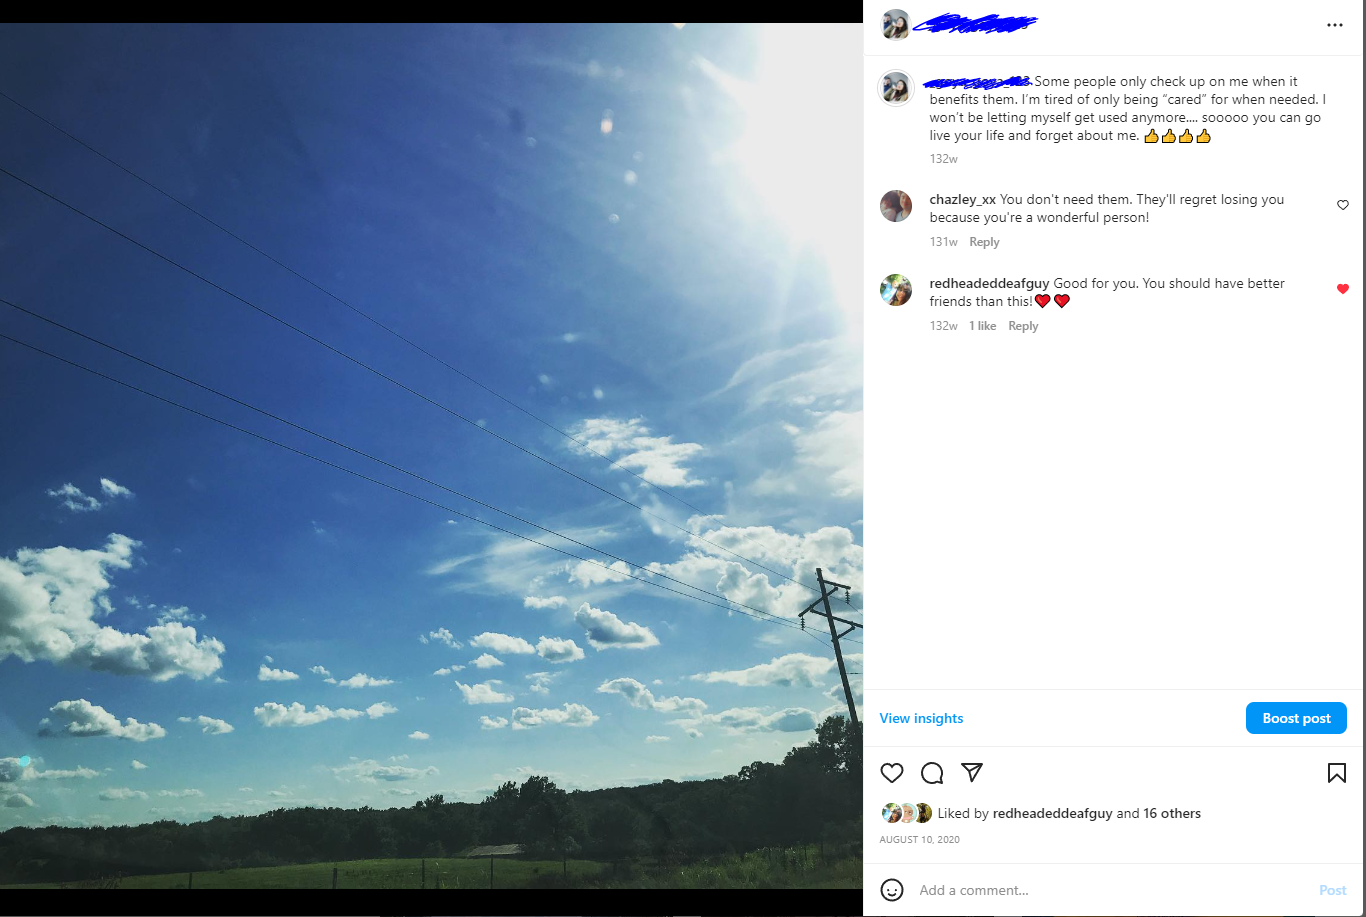 Some people only check up on me when it
benefits them. I’m tired of only being “cared” for when needed. I
won’t be letting myself get used anymore.... sooooo you can go
live your life and forget about me. 👍👍👍👍
132w
chazley_xx You don't need them. They'll regret losing you
because you're a wonderful person!
131w Reply
redheadeddeafguy Good for you. You should have better
friends than this!❤️❤️
132w 1 like Reply
View insights
Boost post
Liked by redheadeddeafguy and 16 others
AUGUST 10, 2020
Add a comment...
Post